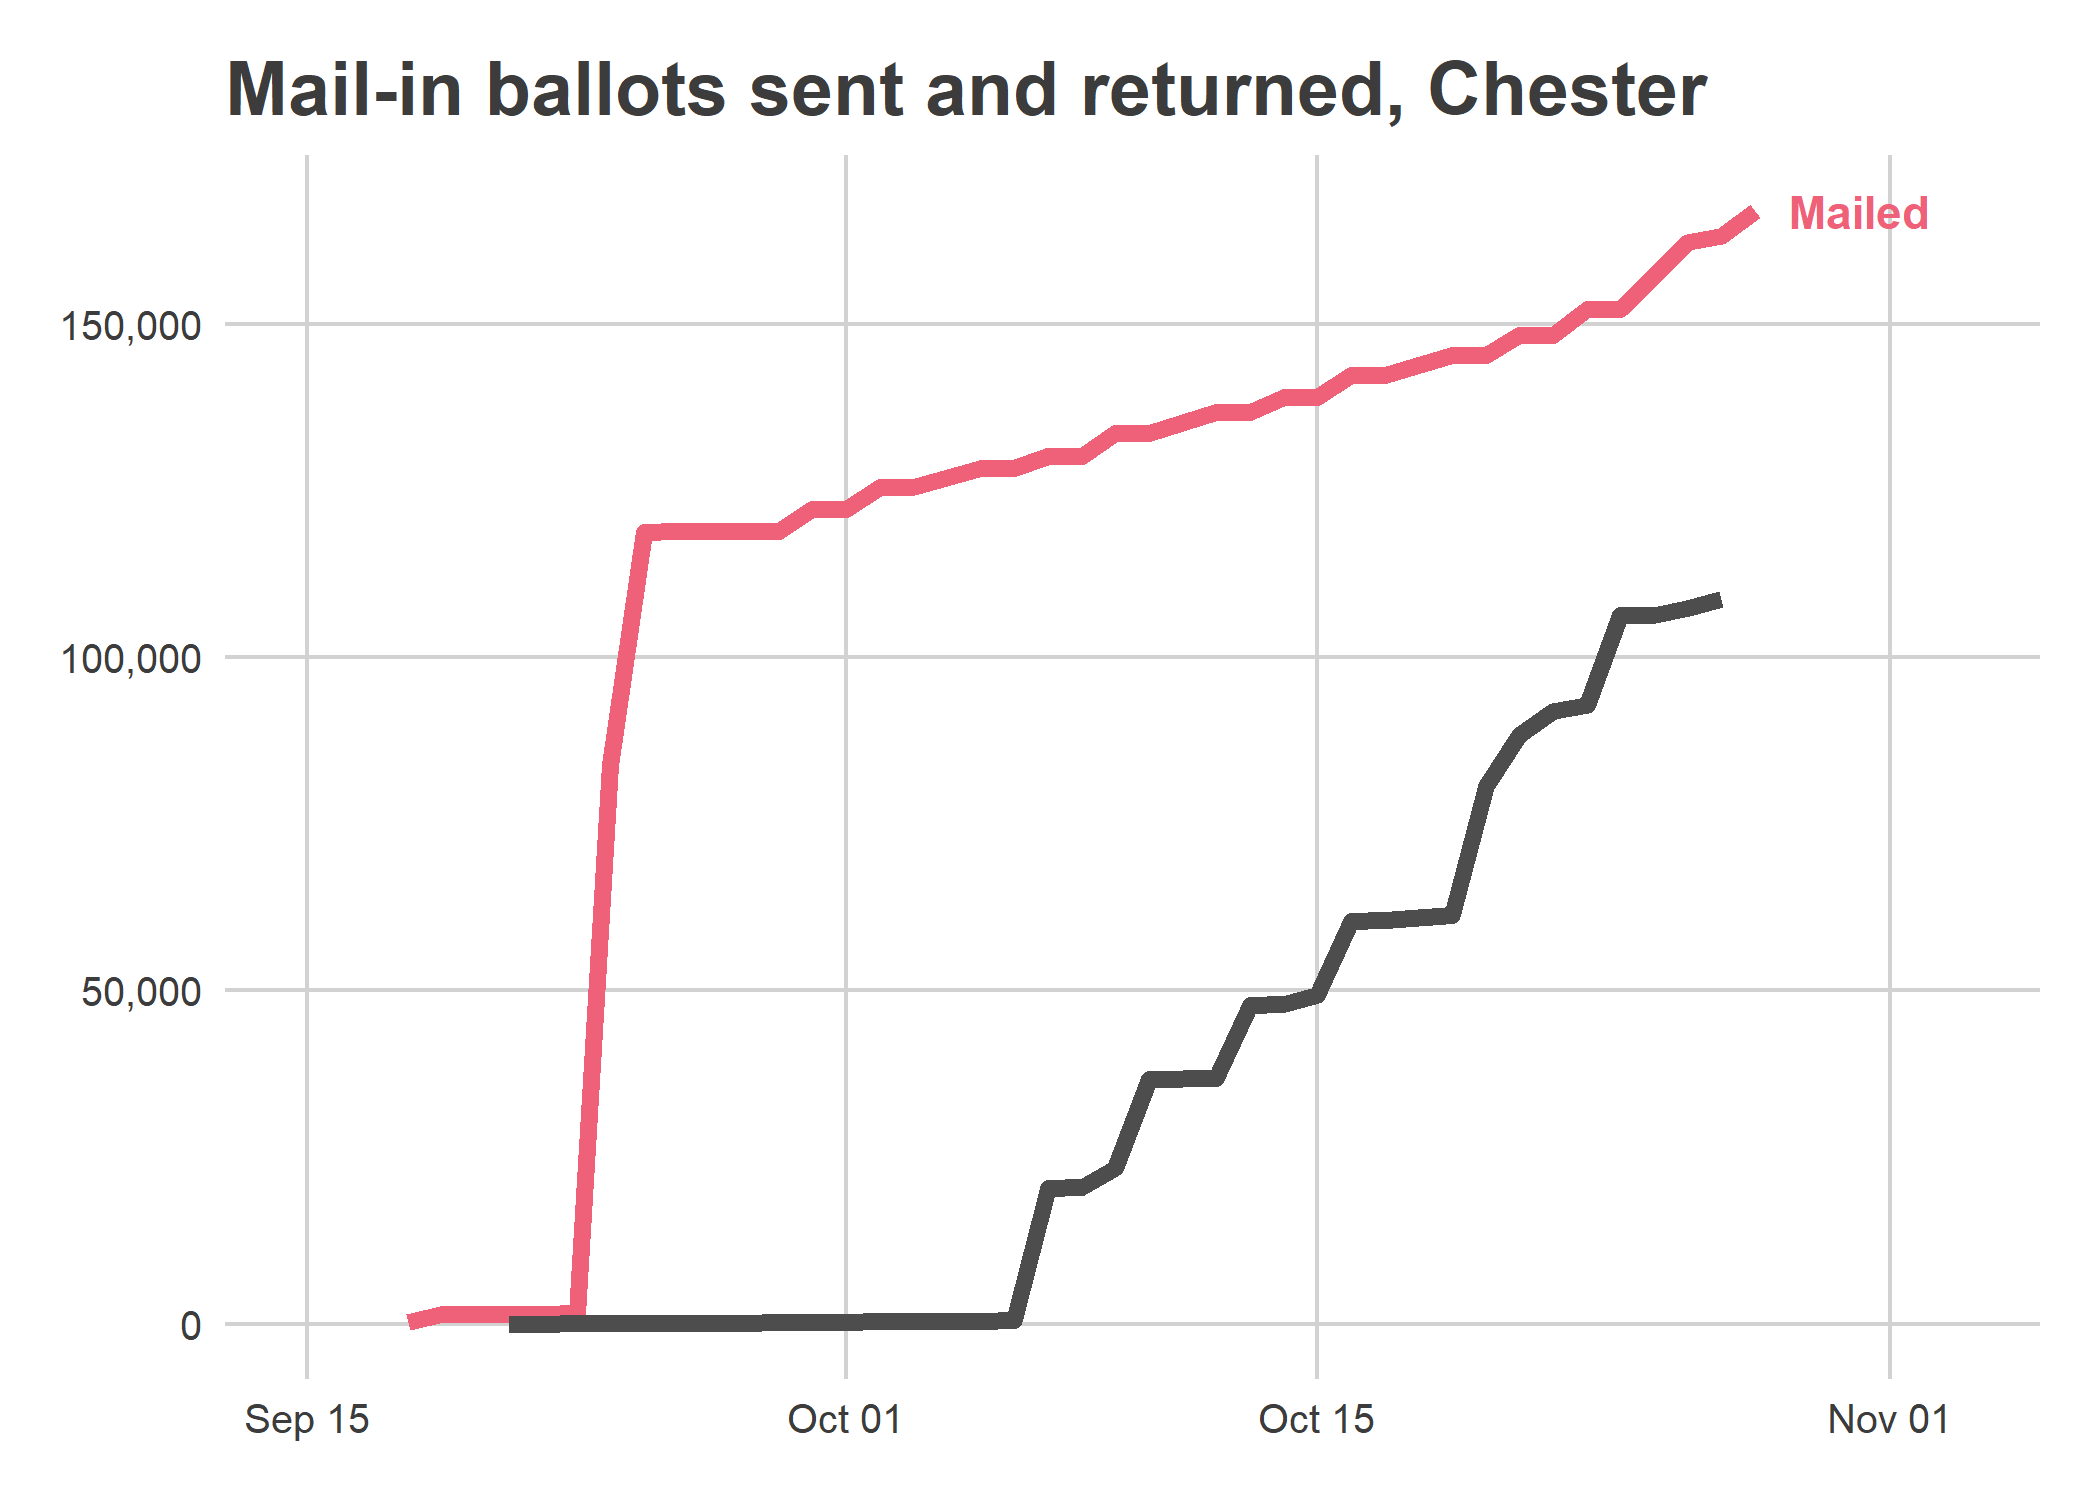 Mail-in ballots sent and returned, Chester
Mailed
150,000
100,000
50,000
0
Sep 15
Oct 01
Oct 15
Nov 01